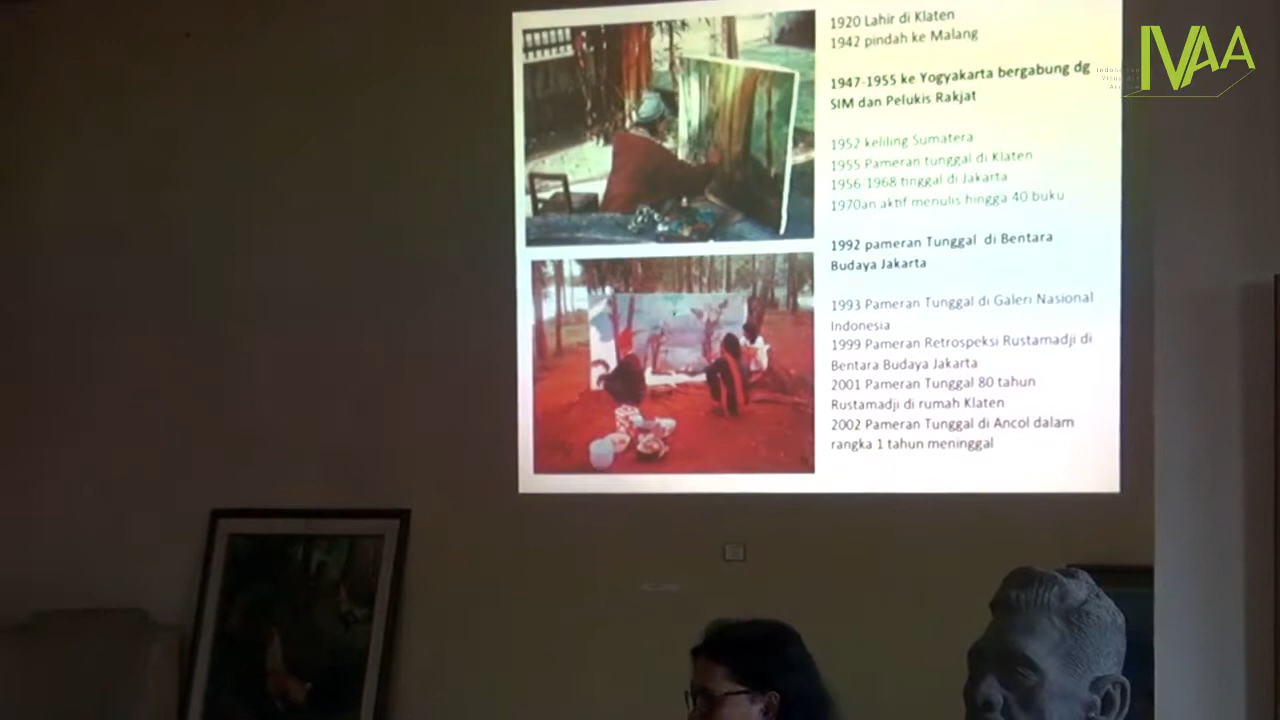 1920 Lahir di Klaten
1942 pindah ke Malang
1947-1955 ke Yogyakarta bergabung dg
SIM dan Pelukis Rakjat
1952 keliling Sumatera
1955 Pameran tunggal di Klaten
1956-1968 tinggal di Jakarta
1970an aktif menulis hingga 40 buku
1992 pameran Tunggal di Bentara
Budaya Jakarta
1993 Pameran Tunggal di Galeri Nasional
Indonesia
1999 Pameran Retrospeksi Rustamadji di
Bentara Budaya Jakarta
2001 Pameran Tunggal 80 tahun
Rustamadji di rumah Klaten
2002 Pameran Tunggal di Ancol dalam
rangka 1 tahun meninggal
IVAA